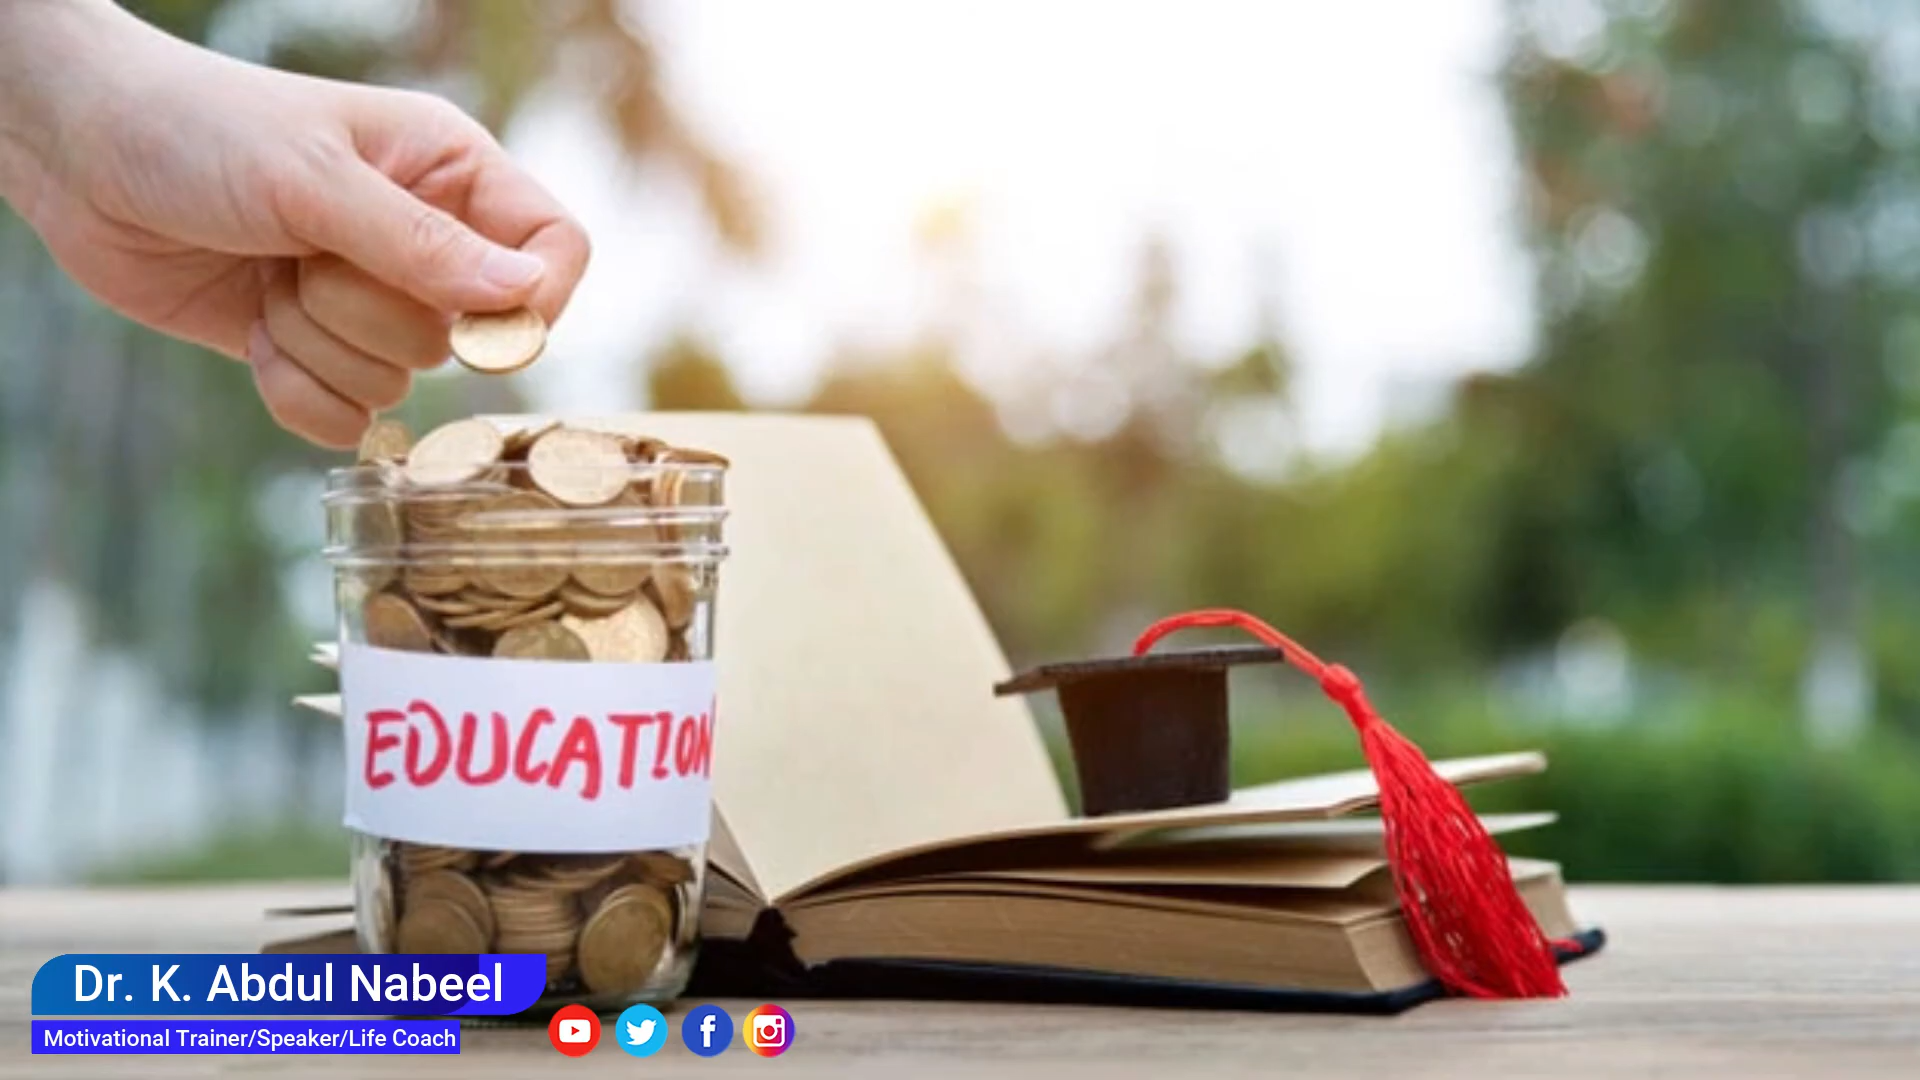 EDUCATION
Dr. K. Abdul Nabeel
Motivational Trainer/Speaker/Life Coach